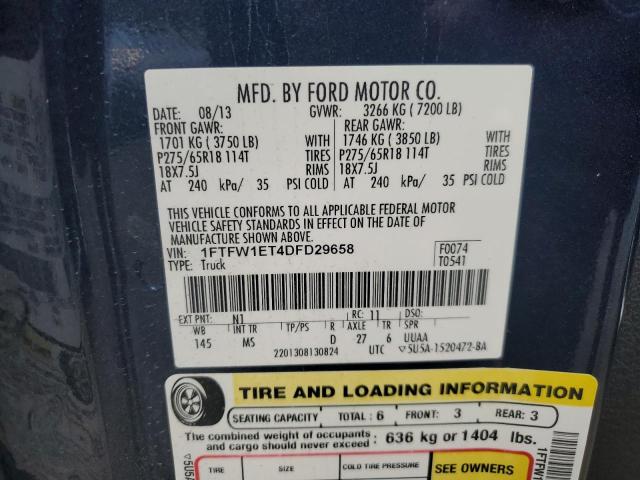 MFD. BY FORD MOTOR CO.
DATE: 08/13 GVWR: 3266 KG (7200 LB)
FRONT GAWR: REAR GAWR:
1701 KG (3750 LB) WITH 1746 KG (3850 LB) WITH
P275/65R18 114T TIRES P275/65R18 114T TIRES
18X7.5J RIMS 18X7.5J RIMS
AT 240 kPa/ 35 PSI COLD AT 240 kPa/ 35 PSI COLD
THIS VEHICLE CONFORMS TO ALL APPLICABLE FEDERAL MOTOR
VEHICLE SAFETY STANDARDS IN EFFECT ON THE DATE OF
MANUFACTURE SHOWN ABOVE.
VIN: 1FTFW1ET4DFD29658 F0074
TYPE: Truck T0541
EXT PNT: N1 RC: 11 DSO:
WB INT TR TP/PS R AXLE TR SPR
145 MS D 27 6 UUAA
2201308130824 UTC ▽5U5A-1520472-BA
TIRE AND LOADING INFORMATION
SEATING CAPACITY TOTAL: 6 FRONT: 3 REAR: 3
The combined weight of occupants
and cargo should never exceed: 636 kg or 1404 lbs.
TIRE SIZE COLD TIRE PRESSURE SEE OWNERS
▽5U5A
1FTFW1